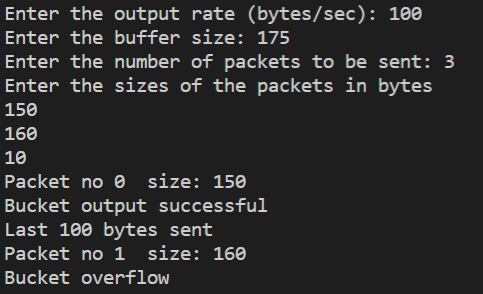 Enter the output rate (bytes/sec): 100
Enter the buffer size: 175
Enter the number of packets to be sent: 3
Enter the sizes of the packets in bytes
150
160
10
Packet no 0  size: 150
Bucket output successful
Last 100 bytes sent
Packet no 1  size: 160
Bucket overflow